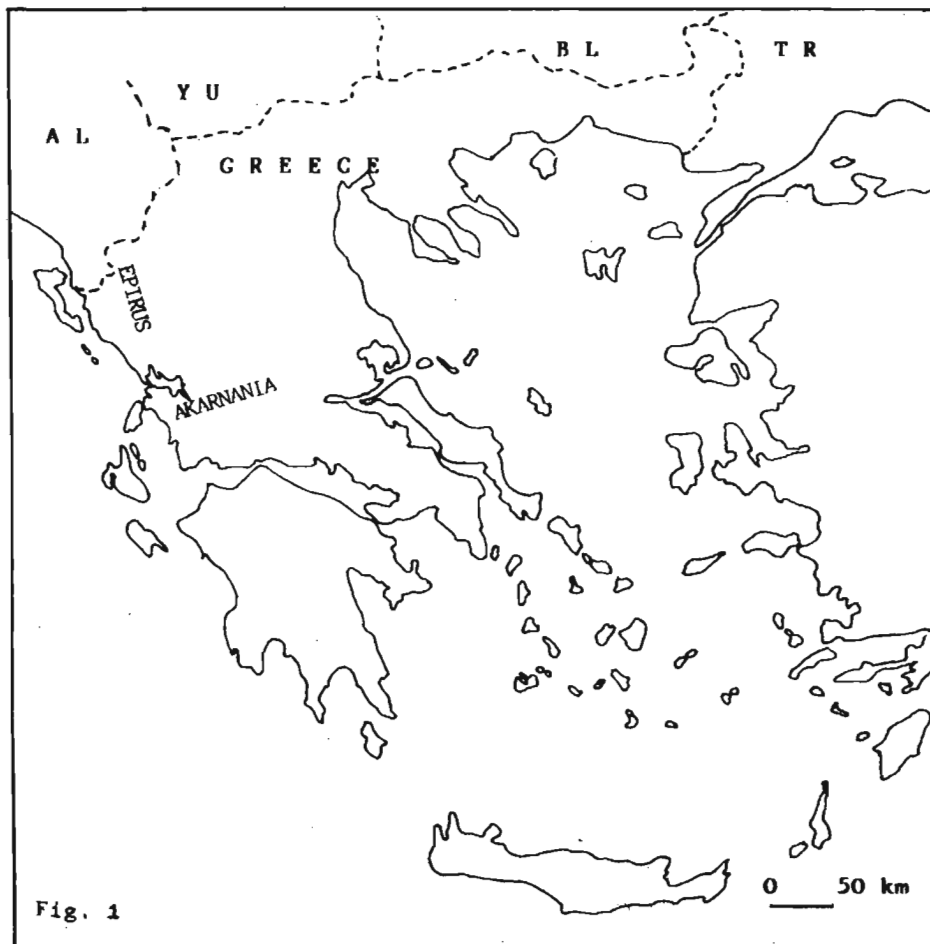 B L
T R
Y U
A L
G R E E C E
EPIRUS
AKARNANIA
0 50 km
Fig. 1